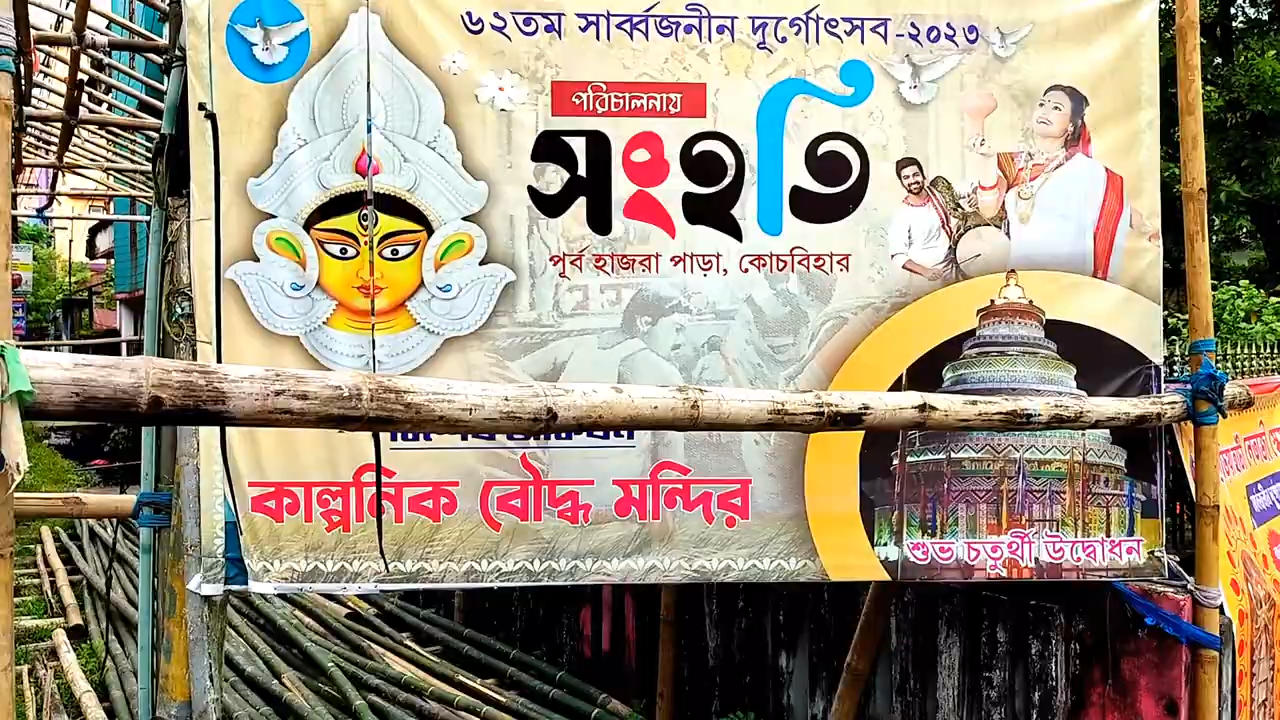 ৬২তম সার্ব্বজনীন দূর্গোৎসব-২০২৩
পরিচালনায়
সংহতি
পূর্ব হাজরা পাড়া, কোচবিহার
কাল্পনিক বৌদ্ধ মন্দির
শুভ চতুর্থী উদ্বোধন